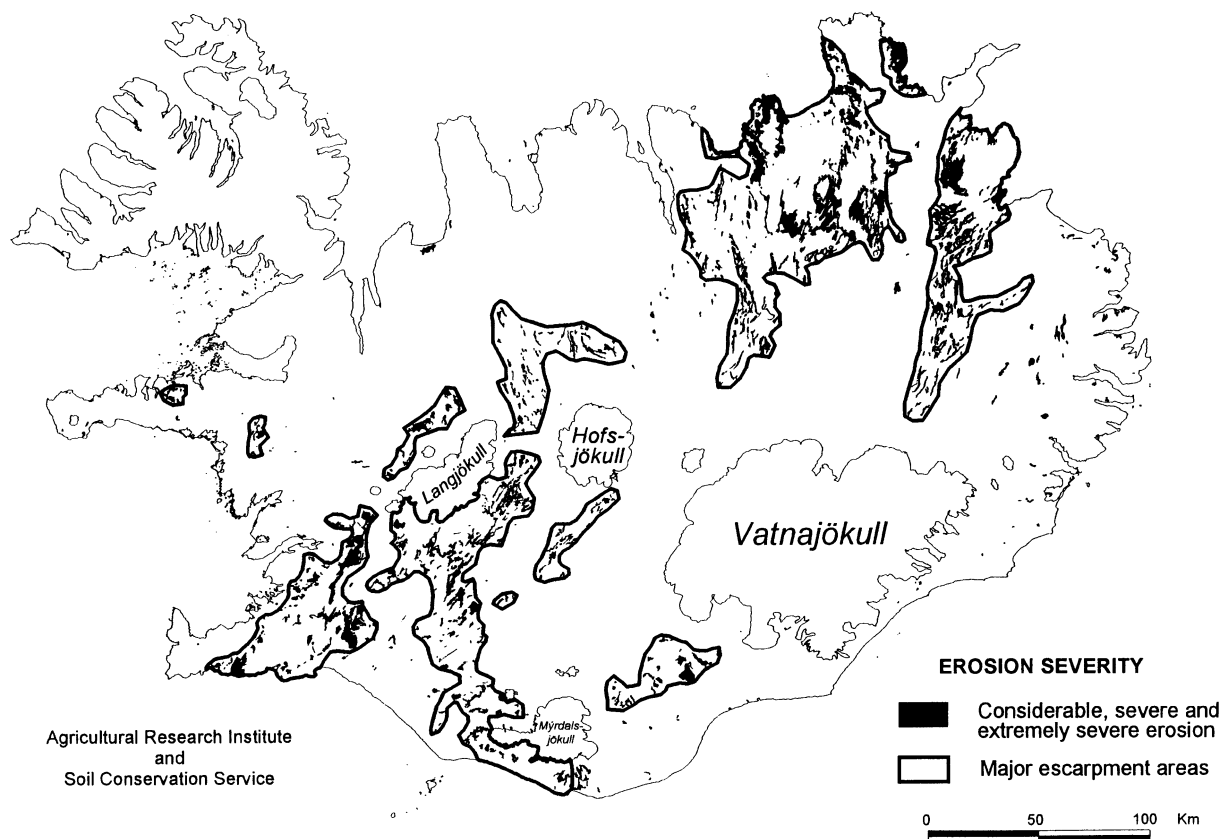 Hofs-
jökull
Langjökull
Vatnajökull
Mýrdals
jökull
Agricultural Research Institute
and
Soil Conservation Service
EROSION SEVERITY
Considerable, severe and
extremely severe erosion
Major escarpment areas
0 50 100 Km